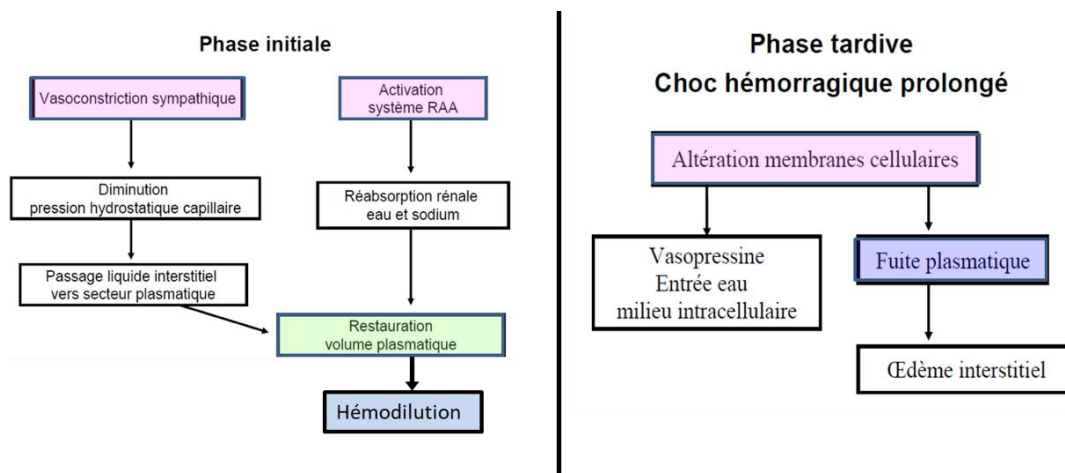 Phase initiale
Vasoconstriction sympathique
Activation
système RAA
Diminution
pression hydrostatique capillaire
Réabsorption rénale
eau et sodium
Passage liquide interstitiel
vers secteur plasmatique
Restauration
volume plasmatique
Hémodilution
Phase tardive
Choc hémorragique prolongé
Altération membranes cellulaires
Vasopressine
Entrée eau
milieu intracellulaire
Fuite plasmatique
Œdème interstitiel